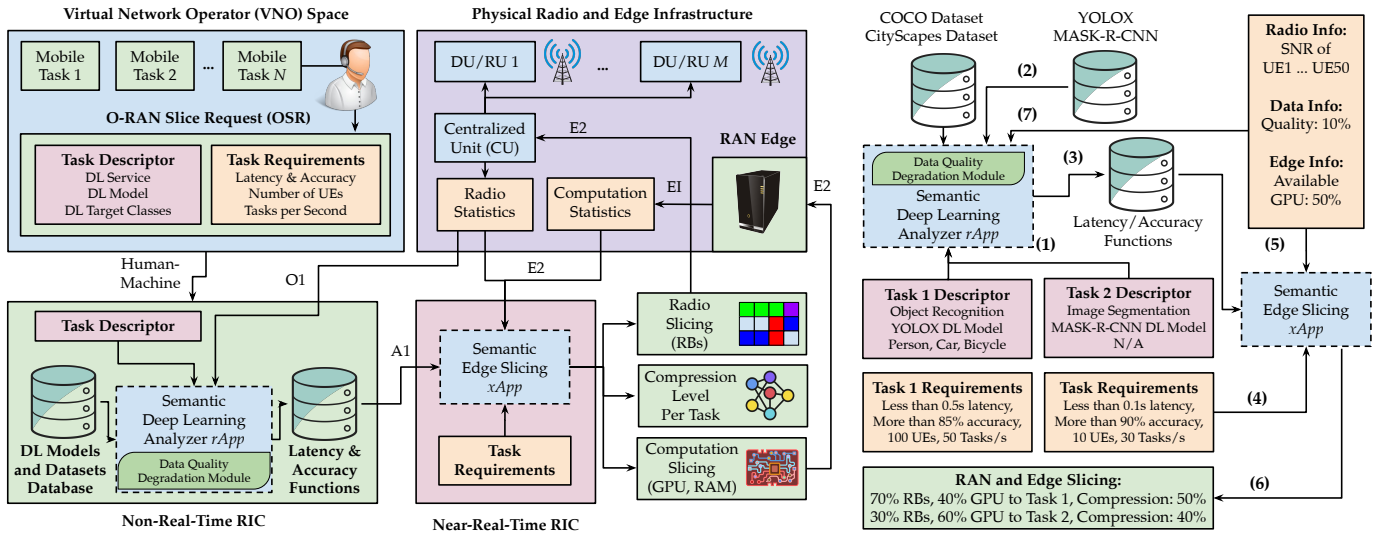 Virtual Network Operator (VNO) Space
Mobile
Task 1
Mobile
Task 2
...
Mobile
Task N
O-RAN Slice Request (OSR)
Task Descriptor
DL Service
DL Model
DL Target Classes
Task Requirements
Latency & Accuracy
Number of UEs
Tasks per Second
Human-
Machine
Physical Radio and Edge Infrastructure
DU/RU 1
...
DU/RU M
Centralized
Unit (CU)
E2
RAN Edge
Radio
Statistics
Computation
Statistics
EI
E2
O1
E2
Task Descriptor
Semantic
Deep Learning
Analyzer rApp
Data Quality
Degradation Module
DL Models
and Datasets
Database
Latency &
Accuracy
Functions
Non-Real-Time RIC
A1
Semantic
Edge Slicing
xApp
Task
Requirements
Near-Real-Time RIC
Radio
Slicing
(RBs)
Compression
Level
Per Task
Computation
Slicing
(GPU, RAM)
COCO Dataset
CityScapes Dataset
YOLOX
MASK-R-CNN
(2)
(7)
Radio Info:
SNR of
UE1 ... UE50
Data Info:
Quality: 10%
Edge Info:
Available
GPU: 50%
Data Quality
Degradation Module
Semantic
Deep Learning
Analyzer rApp
(3)
Latency/Accuracy
Functions
(1)
(5)
Task 1 Descriptor
Object Recognition
YOLOX DL Model
Person, Car, Bicycle
Task 2 Descriptor
Image Segmentation
MASK-R-CNN DL Model
N/A
Semantic
Edge Slicing
xApp
Task 1 Requirements
Less than 0.5s latency,
More than 85% accuracy,
100 UEs, 50 Tasks/s
Task Requirements
Less than 0.1s latency,
More than 90% accuracy,
10 UEs, 30 Tasks/s
(4)
RAN and Edge Slicing:
70% RBs, 40% GPU to Task 1, Compression: 50%
30% RBs, 60% GPU to Task 2, Compression: 40%
(6)